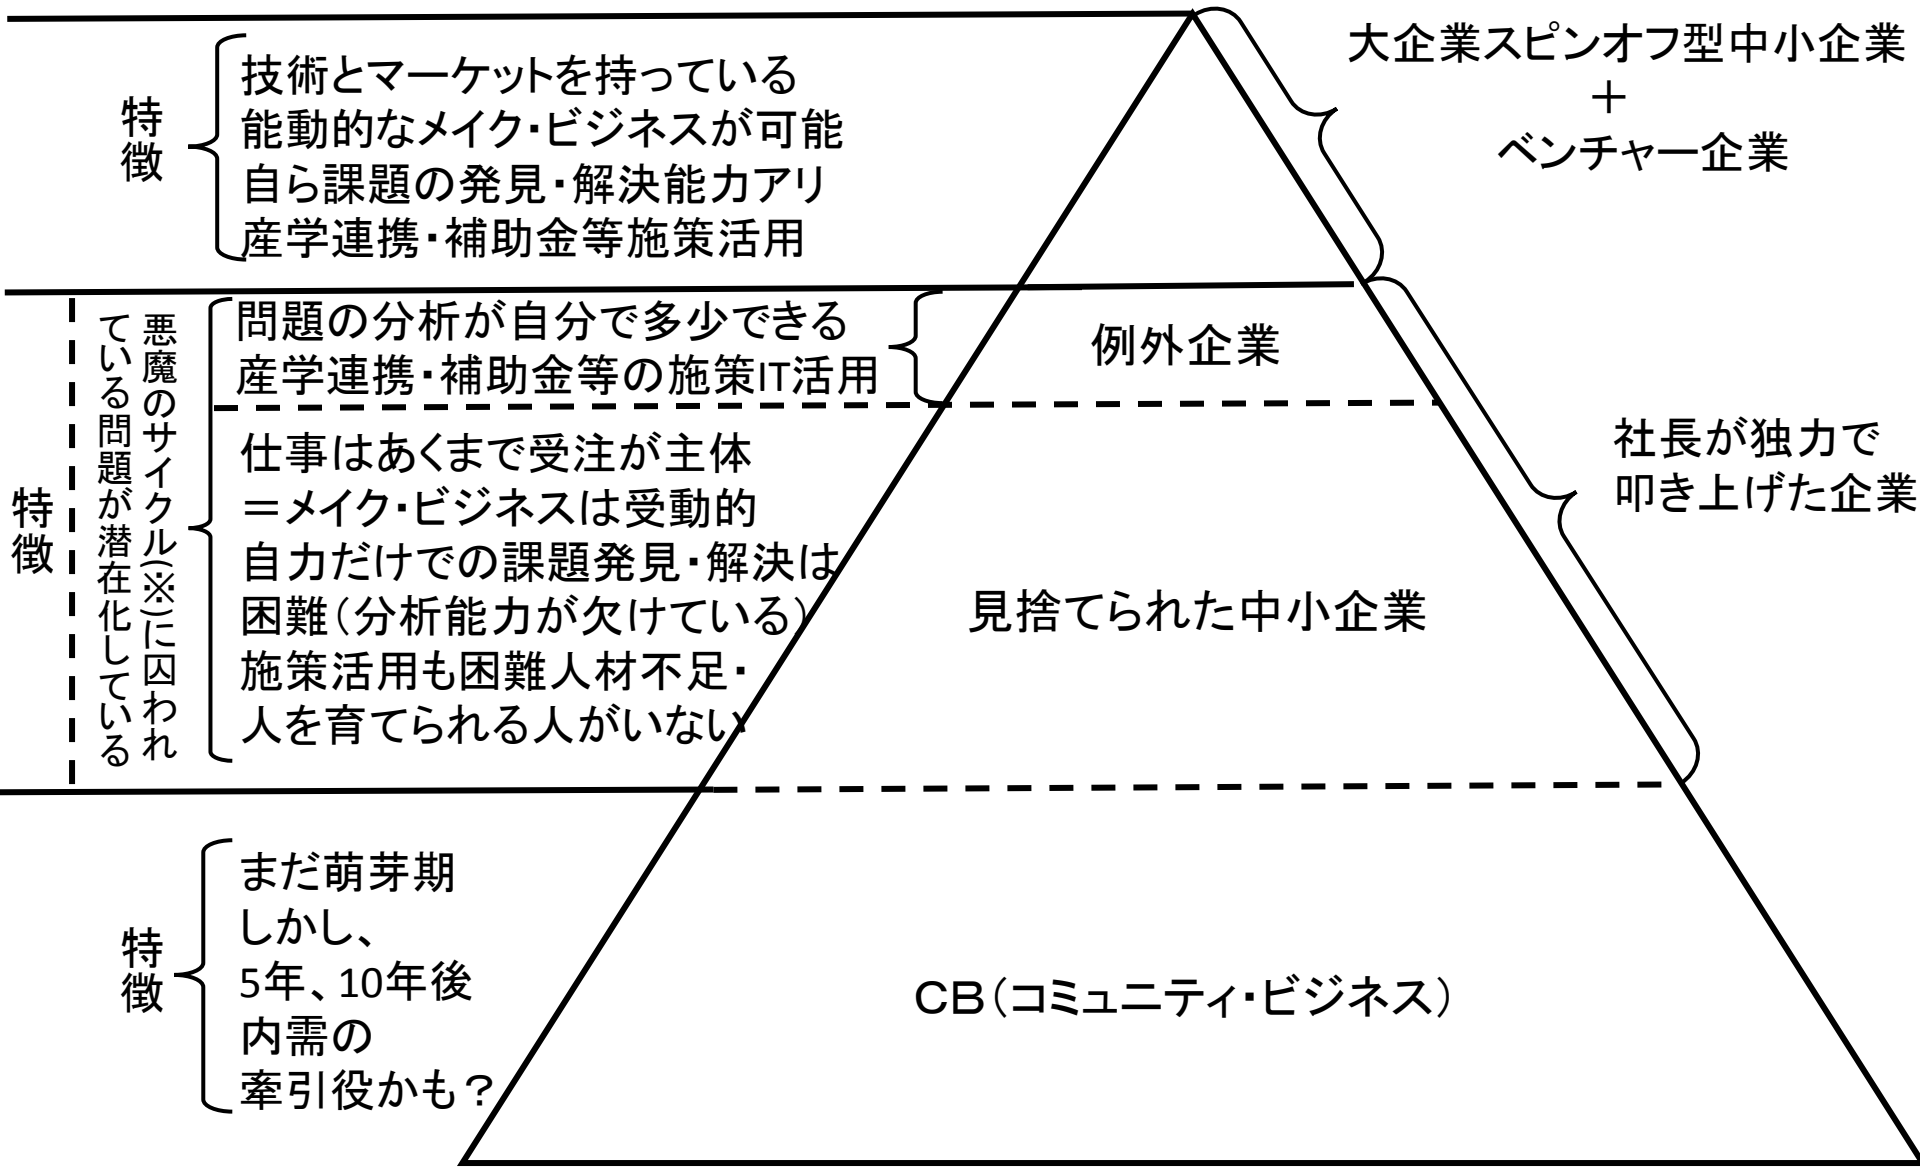 大企業スピンオフ型中小企業
＋
ベンチャー企業
特徴
技術とマーケットを持っている
能動的なメイク・ビジネスが可能
自ら課題の発見・解決能力アリ
産学連携・補助金等施策活用
特徴
悪魔のサイクル(※)に囚われ
ている問題が潜在化している
問題の分析が自分で多少できる
産学連携・補助金等の施策IT活用
例外企業
仕事はあくまで受注が主体
＝メイク・ビジネスは受動的
自力だけでの課題発見・解決は
困難（分析能力が欠けている）
施策活用も困難人材不足・
人を育てられる人がいない
見捨てられた中小企業
社長が独力で
叩き上げた企業
特徴
まだ萌芽期
しかし、
5年、10年後
内需の
牽引役かも？
ＣＢ（コミュニティ・ビジネス）